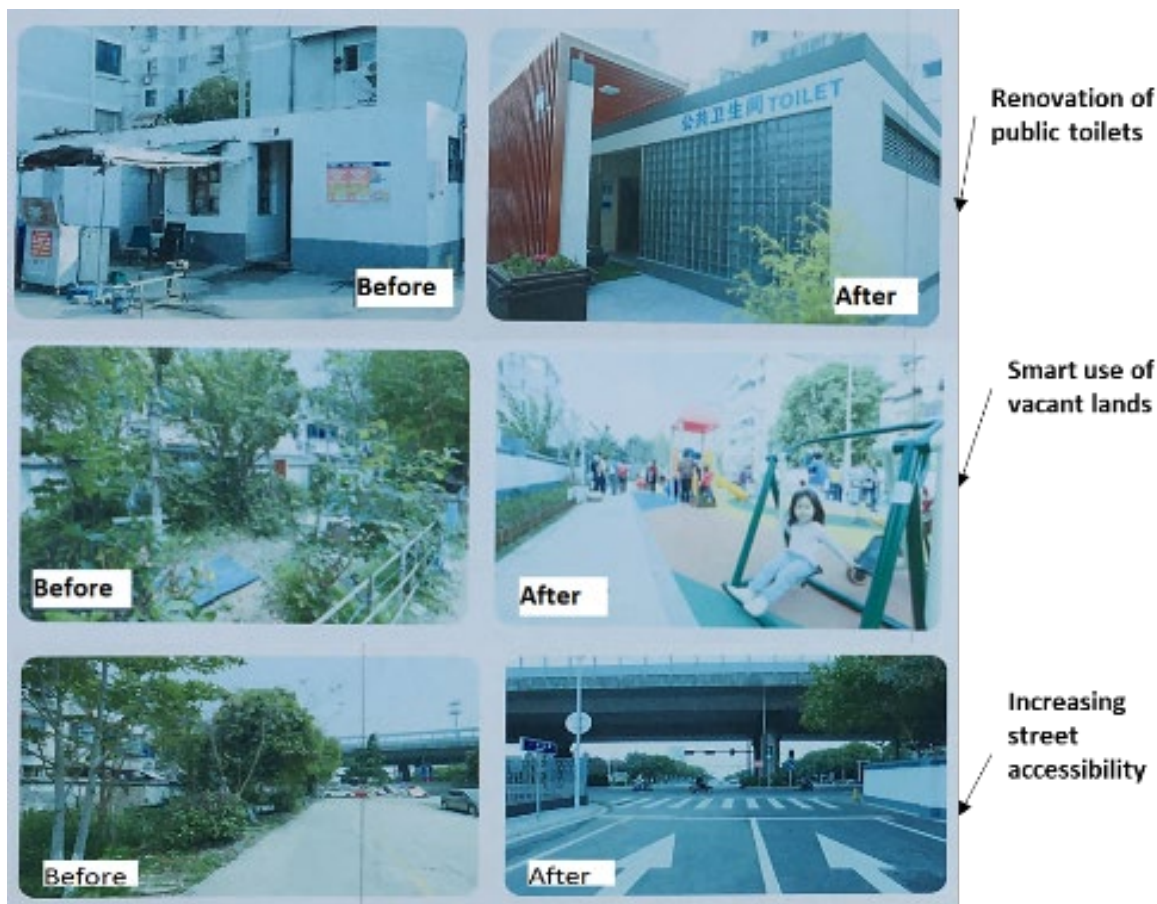 公共卫生间 TOILET
Renovation of
public toilets
Before
After
Smart use of
vacant lands
Before
After
Increasing
street
accessibility
Before
After